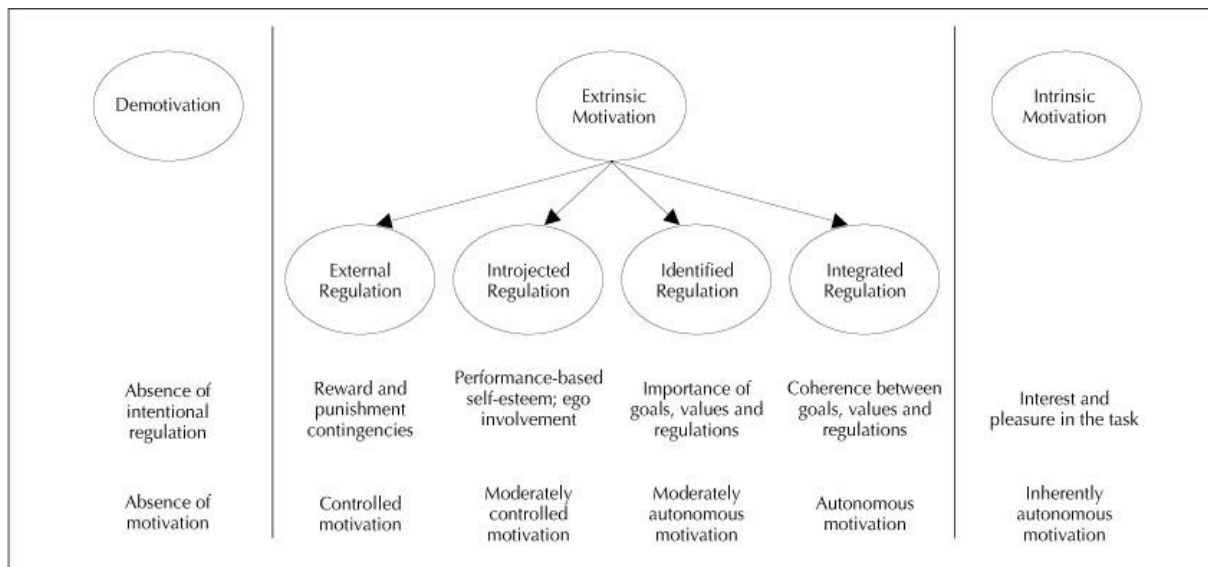 Demotivation
Extrinsic
Motivation
Intrinsic
Motivation
External
Regulation
Introjected
Regulation
Identified
Regulation
Integrated
Regulation
Absence of
intentional
regulation
Reward and
punishment
contingencies
Performance-based
self-esteem; ego
involvement
Importance of
goals, values and
regulations
Coherence between
goals, values and
regulations
Interest and
pleasure in the task
Absence of
motivation
Controlled
motivation
Moderately
controlled
motivation
Moderately
autonomous
motivation
Autonomous
motivation
Inherently
autonomous
motivation